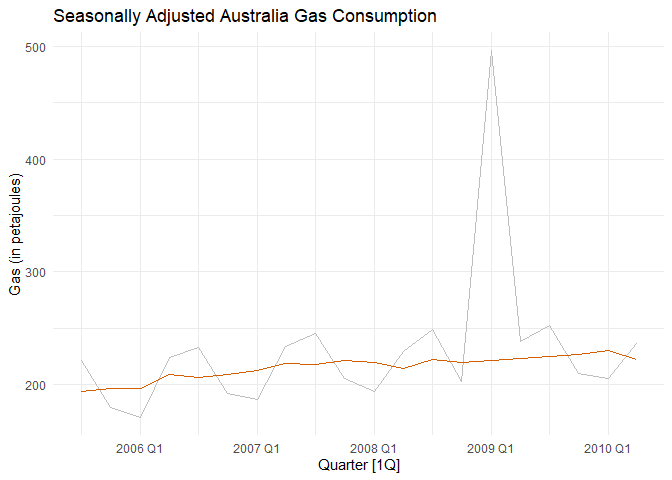 Seasonally Adjusted Australia Gas Consumption
500
400
300
200
Gas (in petajoules)
2006 Q1 2007 Q1 2008 Q1 2009 Q1 2010 Q1
Quarter [1Q]